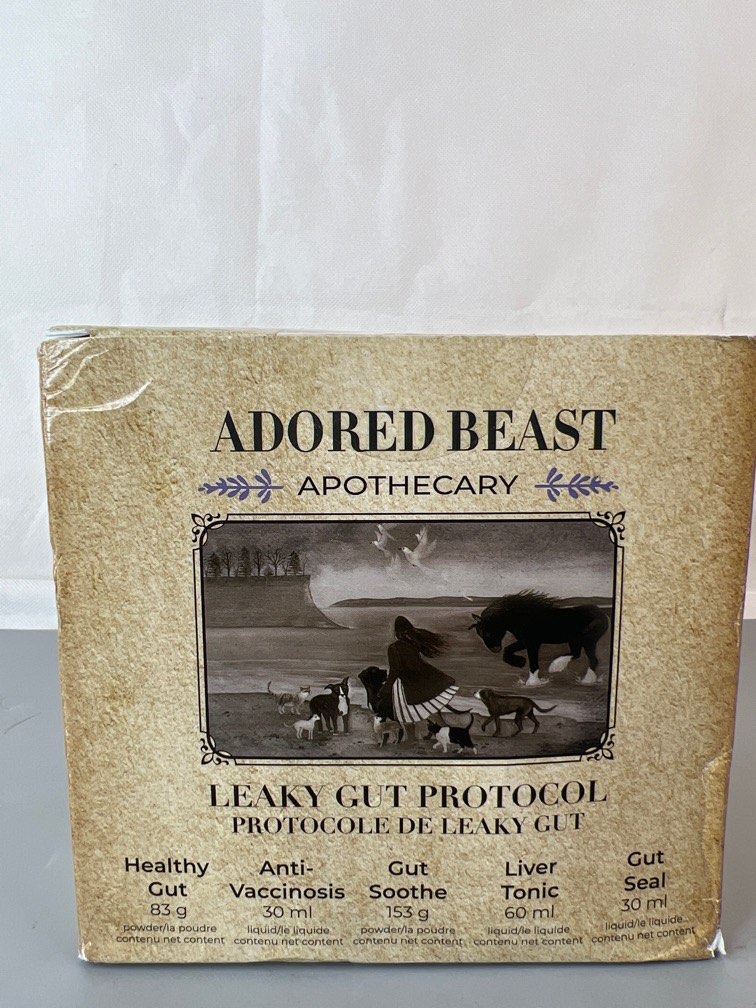 ADORED BEAST
APOTHECARY
LEAKY GUT PROTOCOL
PROTOCOLE DE LEAKY GUT
Healthy Gut
83 g
powder/la poudre
contenu net content
Anti-Vaccinosis
30 ml
liquid/le liquide
contenu net content
Gut Soothe
153 g
powder/la poudre
contenu net content
Liver Tonic
60 ml
liquid/le liquide
contenu net content
Gut Seal
30 ml
liquid/le liquide
contenu net content